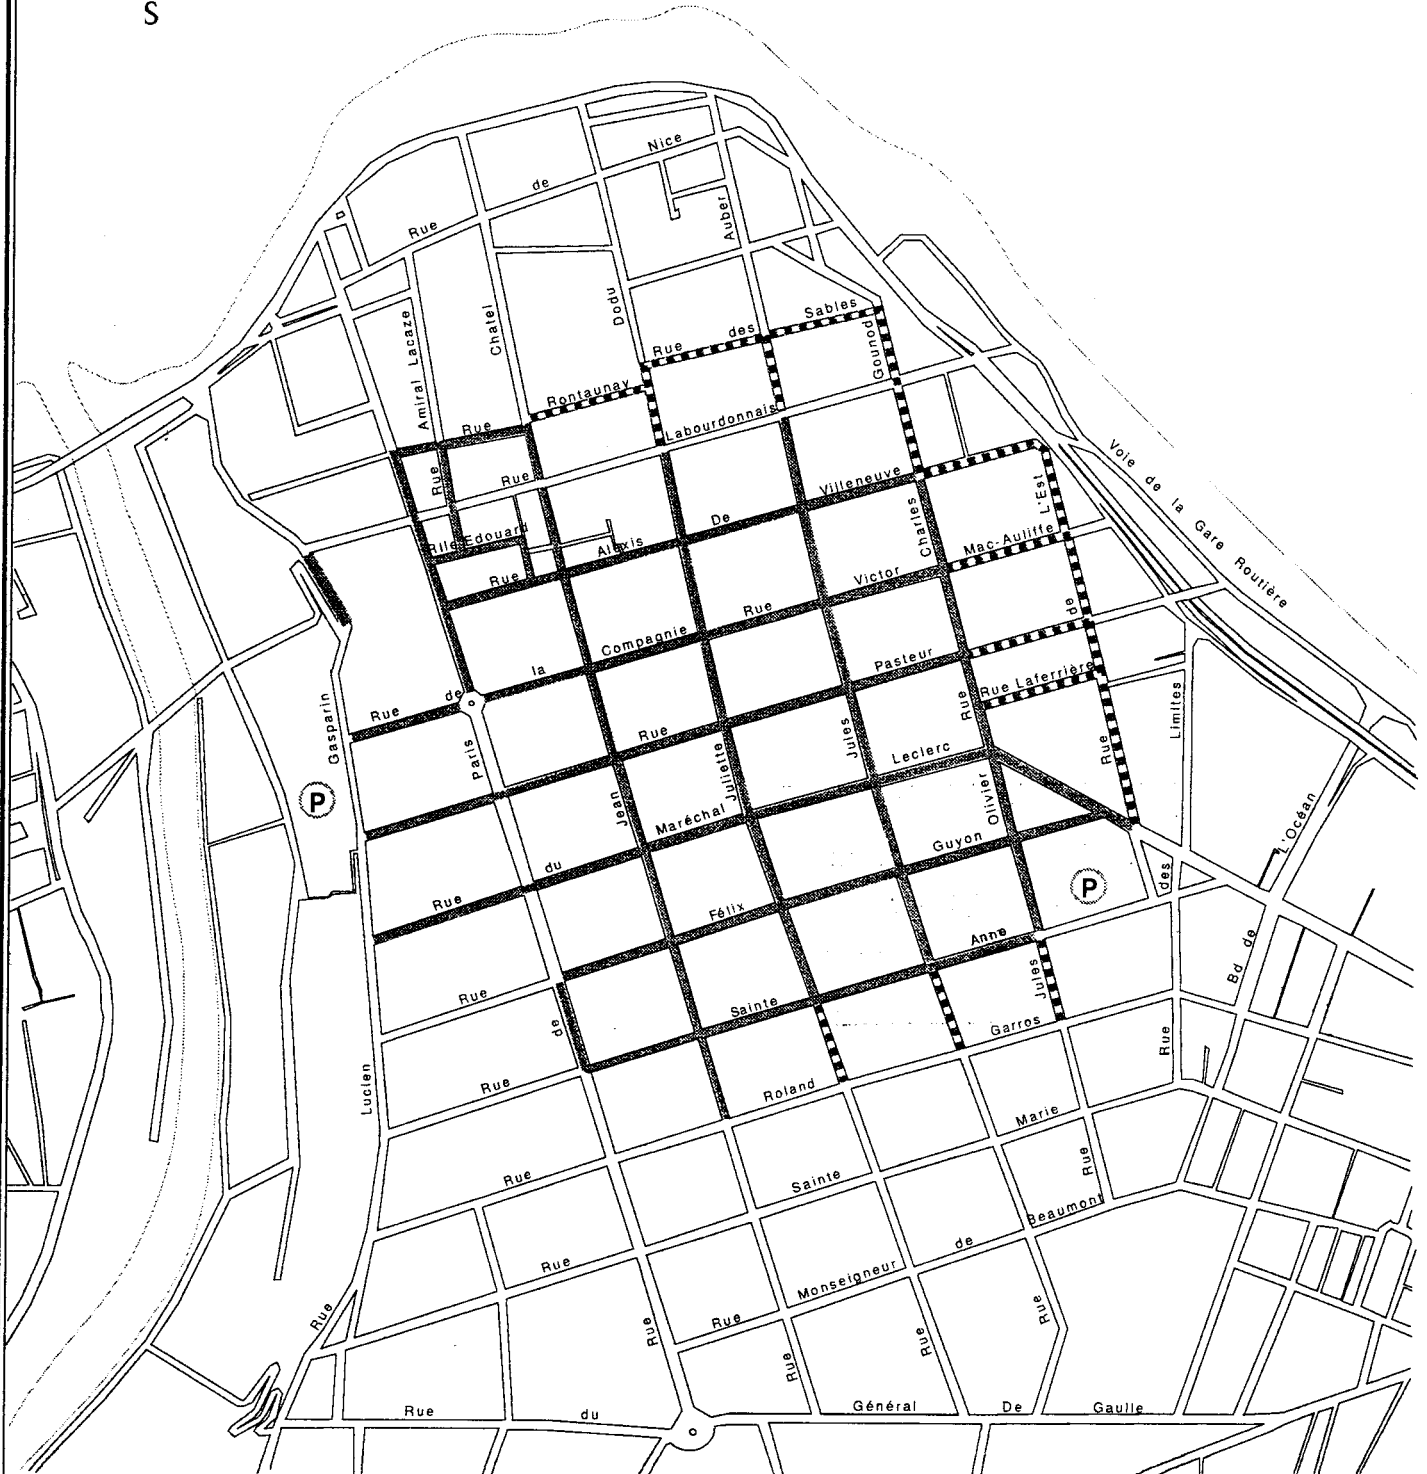 S
Rue de Nice
Auber
Amiral Lacaze
Chatel
Dodu
Rue des Sables
Gounod
Rue Rontaunay
Rue Labourdonnais
Rue
Rlle Edouard
Rue Alexis De Villeneuve
Charles
L'Est
Mac-Auliffe
Voie de la Gare Routière
Rue de la Compagnie
Rue Victor
de
Gasparin
Paris
Rue Pasteur
Rue Laferrière
Rue
Limites
Jules
Juliette
Jean
Rue
P
Rue du Maréchal Leclerc
Olivier
L'Océan
Félix Guyon
P
des
Rue
Bd de
Sainte Anne
de
Jules
Rue
Roland Garros
Rue
Lucien
Rue
Sainte Marie
Rue
Rue
Monseigneur de Beaumont
Rue
Rue
Rue
Rue
Rue
Rue
Rue du Général De Gaulle